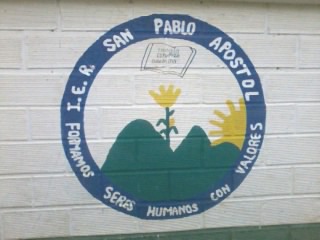 I.E.R. SAN PABLO APOSTOL
FORMAMOS SERES HUMANOS CON VALORES